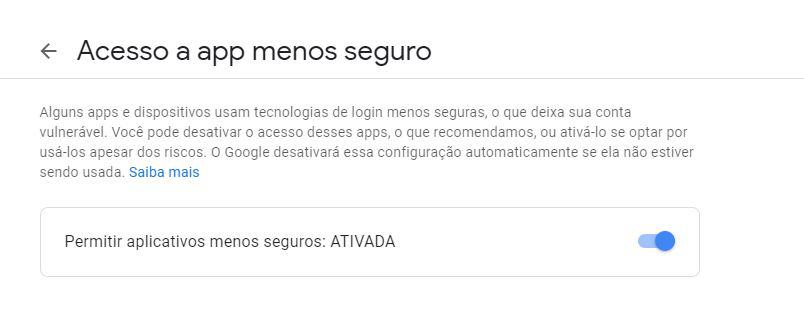 Acesso a app menos seguro
Alguns apps e dispositivos usam tecnologias de login menos seguras, o que deixa sua conta
vulnerável. Você pode desativar o acesso desses apps, o que recomendamos, ou ativá-lo se optar por
usá-los apesar dos riscos. O Google desativará essa configuração automaticamente se ela não estiver
sendo usada. Saiba mais
Permitir aplicativos menos seguros: ATIVADA